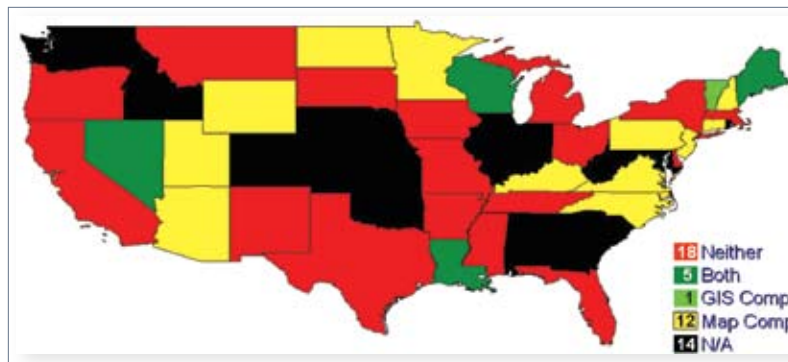 18 Neither
5 Both
1 GIS Comp
12 Map Comp
14 N/A